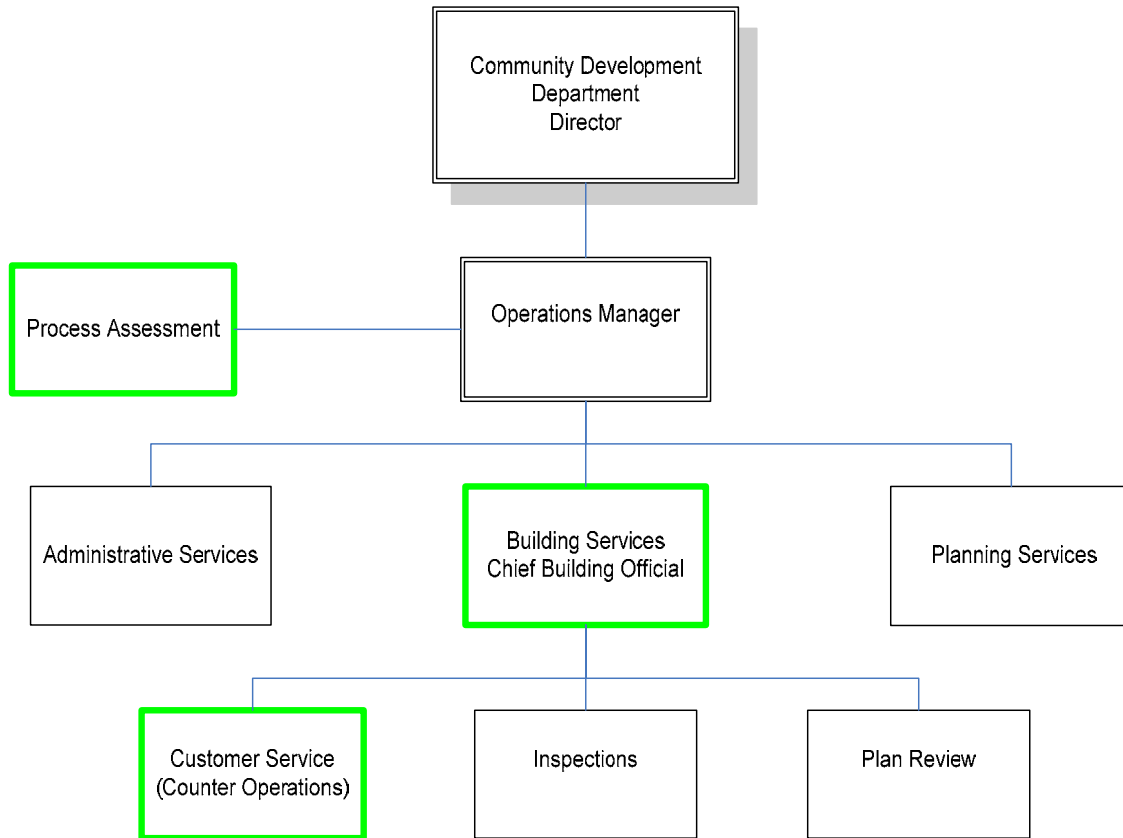 Community Development
Department
Director
Process Assessment
Operations Manager
Administrative Services
Building Services
Chief Building Official
Planning Services
Customer Service
(Counter Operations)
Inspections
Plan Review